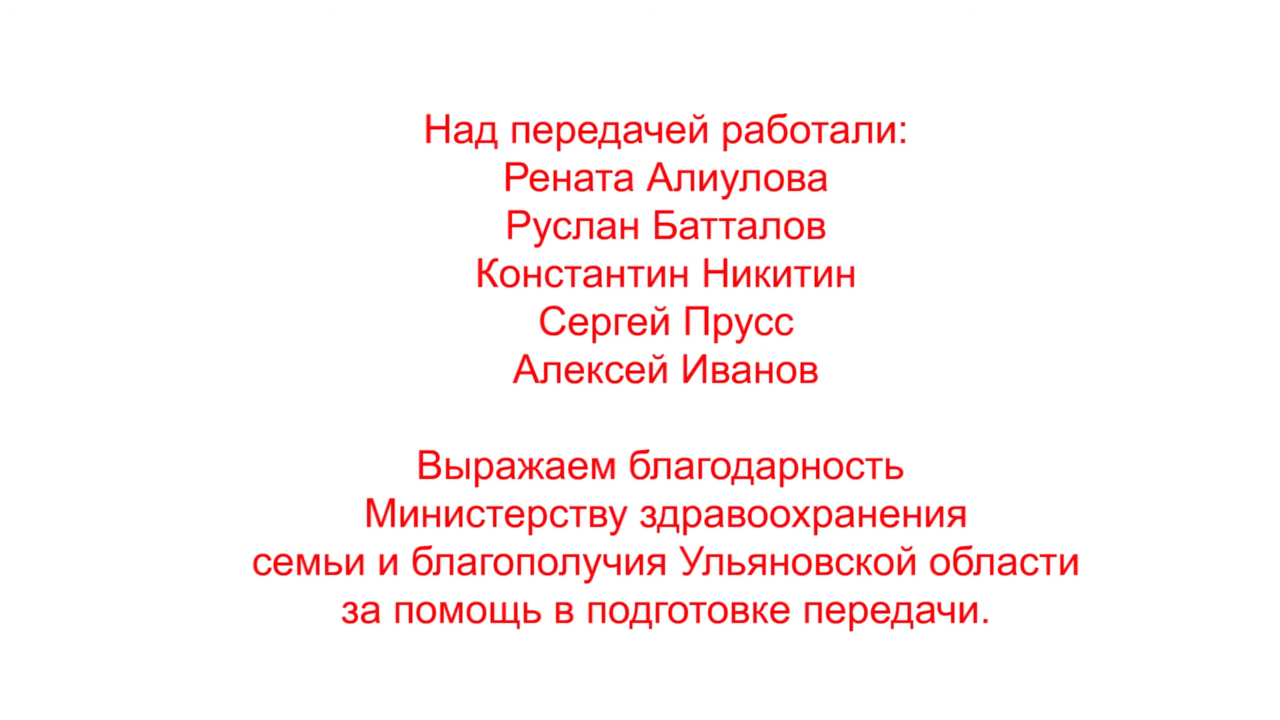 Над передачей работали:
Рената Алиулова
Руслан Батталов
Константин Никитин
Сергей Прусс
Алексей Иванов
Выражаем благодарность
Министерству здравоохранения
семьи и благополучия Ульяновской области
за помощь в подготовке передачи.